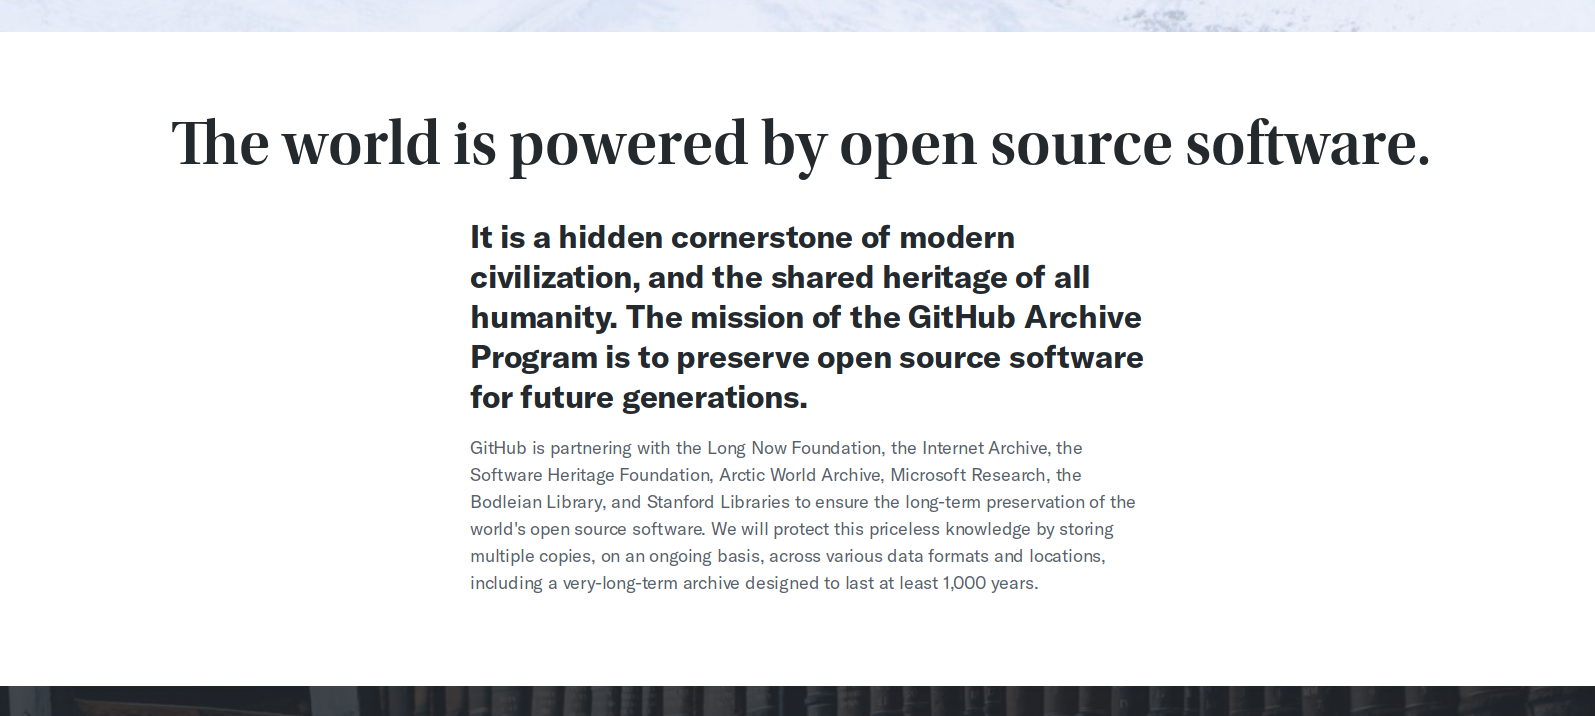 The world is powered by open source software.
It is a hidden cornerstone of modern
civilization, and the shared heritage of all
humanity. The mission of the GitHub Archive
Program is to preserve open source software
for future generations.
GitHub is partnering with the Long Now Foundation, the Internet Archive, the
Software Heritage Foundation, Arctic World Archive, Microsoft Research, the
Bodleian Library, and Stanford Libraries to ensure the long-term preservation of the
world's open source software. We will protect this priceless knowledge by storing
multiple copies, on an ongoing basis, across various data formats and locations,
including a very-long-term archive designed to last at least 1,000 years.